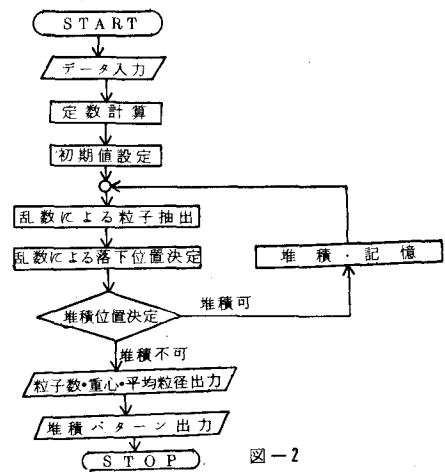 START
データ入力
定数計算
初期値設定
乱数による粒子抽出
乱数による落下位置決定
堆積・記憶
堆積位置決定
堆積可
堆積不可
粒子数・重心・平均粒径出力
堆積パターン出力
STOP
図-2